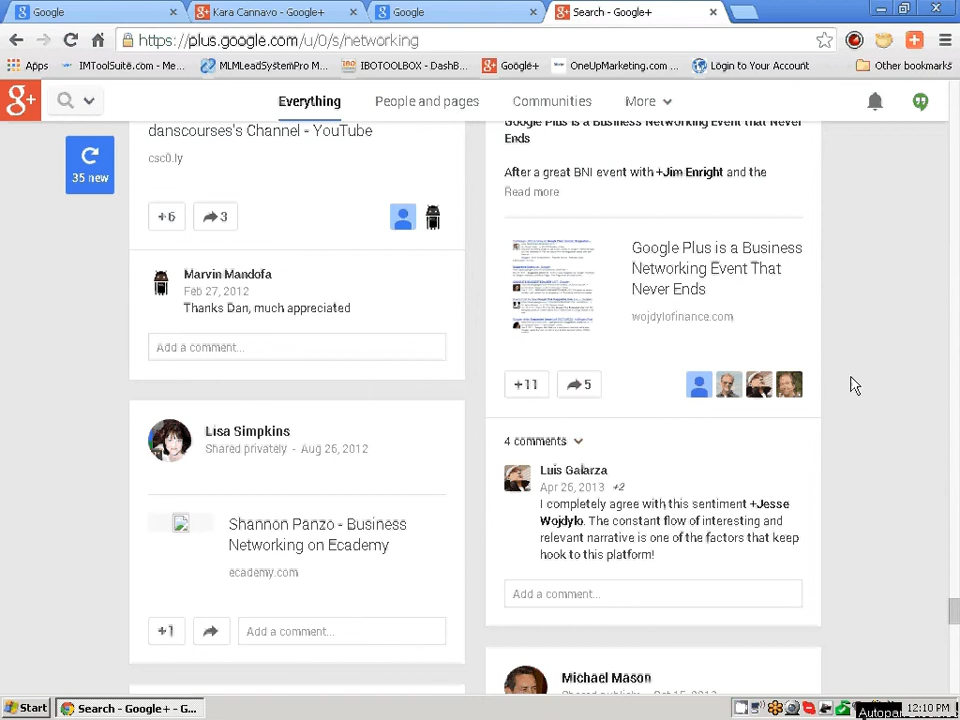 Google
Kara Cannavo - Google+
Google
Search - Google+
https://plus.google.com/u/0/s/networking
Apps
IMToolSuite.com - Me...
MLMLeadSystemPro M...
IBOTOOLBOX - DashB...
Google+
OneUpMarketing.com ...
Login to Your Account
Other bookmarks
Everything
People and pages
Communities
More
35 new
danscourses's Channel - YouTube
csc0.ly
+6
3
Marvin Mandofa
Feb 27, 2012
Thanks Dan, much appreciated
Add a comment...
Lisa Simpkins
Shared privately - Aug 26, 2012
Shannon Panzo - Business
Networking on Ecademy
ecademy.com
+1
Add a comment...
Google Plus is a Business Networking Event that Never
Ends
After a great BNI event with +Jim Enright and the
Read more
Google Plus is a Business
Networking Event That
Never Ends
wojdylofinance.com
+11
5
4 comments
Luis Galarza
Apr 26, 2013 +2
I completely agree with this sentiment +Jesse
Wojdylo. The constant flow of interesting and
relevant narrative is one of the factors that keep
hook to this platform!
Add a comment...
Michael Mason
Start
Search - Google+ - G...
12:10 PM